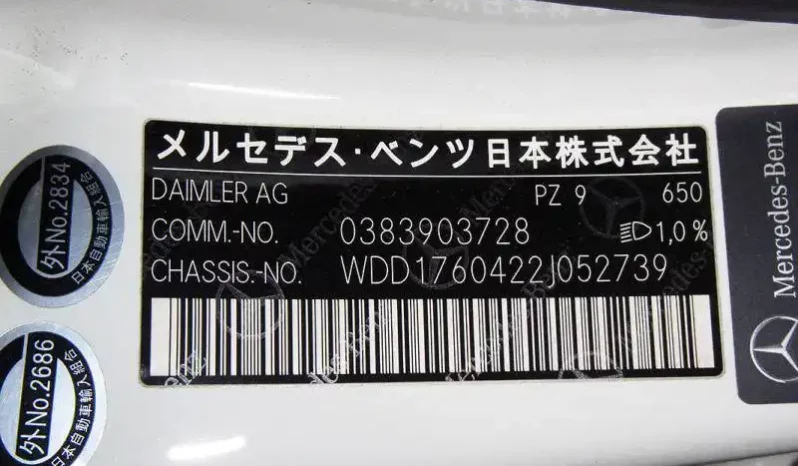 メルセデス・ベンツ日本株式会社
DAIMLER AG PZ 9 650
COMM.-NO. 0383903728 1,0 %
CHASSIS-NO. WDD1760422J052739
外No.2834
日本自動車輸入組合
外No.2686
日本自動車輸入組合
Mercedes-Benz